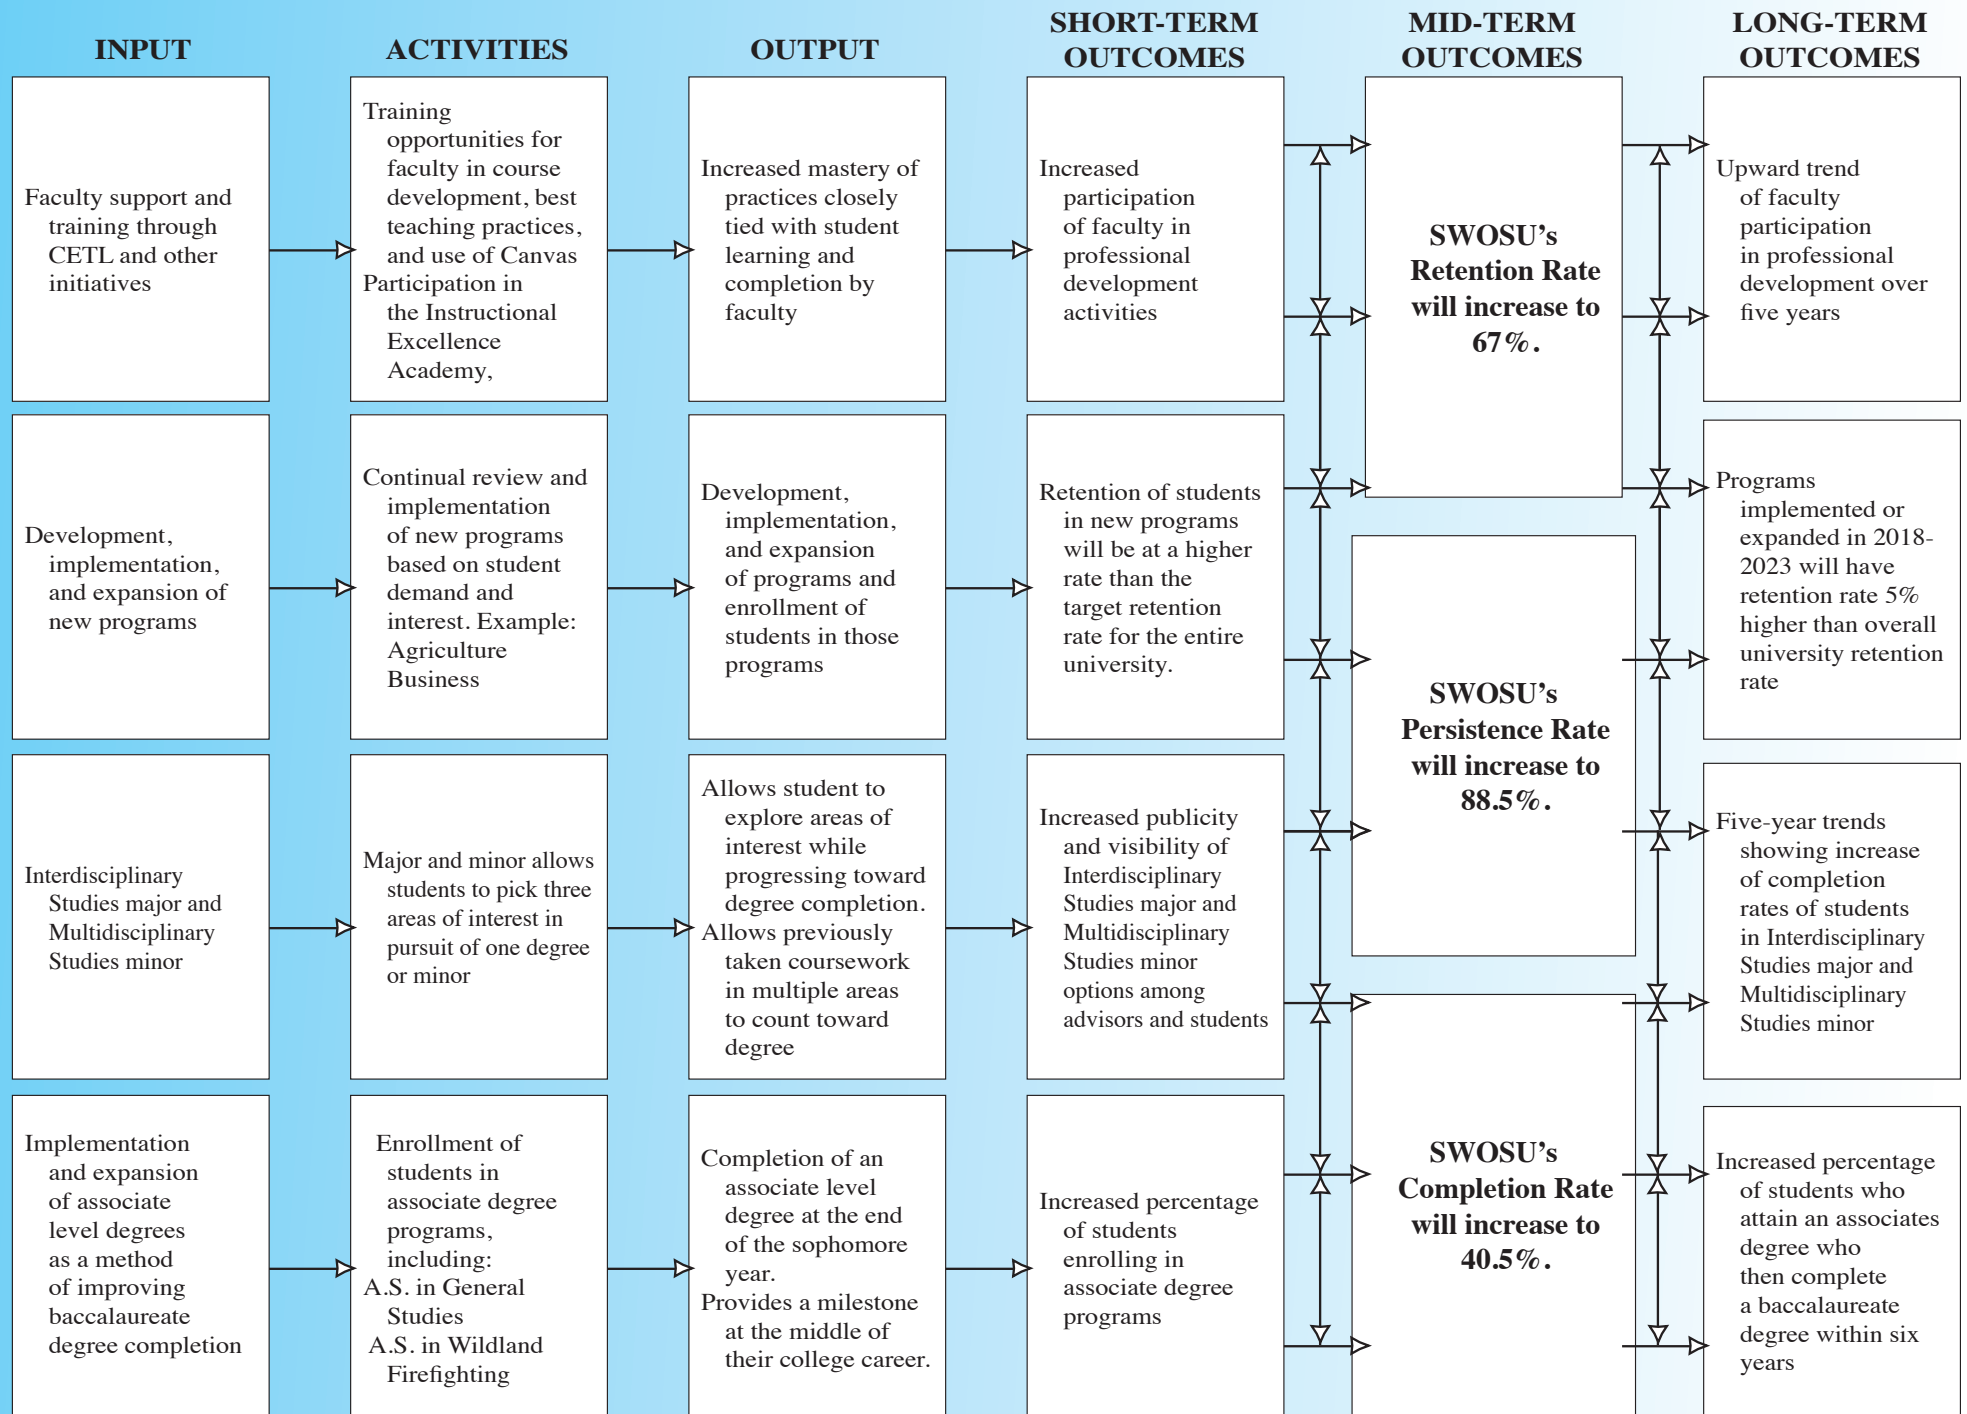 INPUT
ACTIVITIES
OUTPUT
SHORT-TERM
OUTCOMES
MID-TERM
OUTCOMES
LONG-TERM
OUTCOMES
Faculty support and
training through
CETL and other
initiatives
Training
opportunities for
faculty in course
development, best
teaching practices,
and use of Canvas
Participation in
the Instructional
Excellence
Academy,
Increased mastery of
practices closely
tied with student
learning and
completion by
faculty
Increased
participation
of faculty in
professional
development
activities
SWOSU's
Retention Rate
will increase to
67%.
Upward trend
of faculty
participation
in professional
development over
five years
Development,
implementation,
and expansion of
new programs
Continual review and
implementation
of new programs
based on student
demand and
interest. Example:
Agriculture
Business
Development,
implementation,
and expansion
of programs and
enrollment of
students in those
programs
Retention of students
in new programs
will be at a higher
rate than the
target retention
rate for the entire
university.
SWOSU's
Persistence Rate
will increase to
88.5%.
Programs
implemented or
expanded in 2018-
2023 will have
retention rate 5%
higher than overall
university retention
rate
Interdisciplinary
Studies major and
Multidisciplinary
Studies minor
Major and minor allows
students to pick three
areas of interest in
pursuit of one degree
or minor
Allows student to
explore areas of
interest while
progressing toward
degree completion.
Allows previously
taken coursework
in multiple areas
to count toward
degree
Increased publicity
and visibility of
Interdisciplinary
Studies major and
Multidisciplinary
Studies minor
options among
advisors and students
Five-year trends
showing increase
of completion
rates of students
in Interdisciplinary
Studies major and
Multidisciplinary
Studies minor
Implementation
and expansion
of associate
level degrees
as a method
of improving
baccalaureate
degree completion
Enrollment of
students in
associate degree
programs,
including:
A.S. in General
Studies
A.S. in Wildland
Firefighting
Completion of an
associate level
degree at the end
of the sophomore
year.
Provides a milestone
at the middle of
their college career.
Increased percentage
of students
enrolling in
associate degree
programs
SWOSU's
Completion Rate
will increase to
40.5%.
Increased percentage
of students who
attain an associates
degree who
then complete
a baccalaureate
degree within six
years